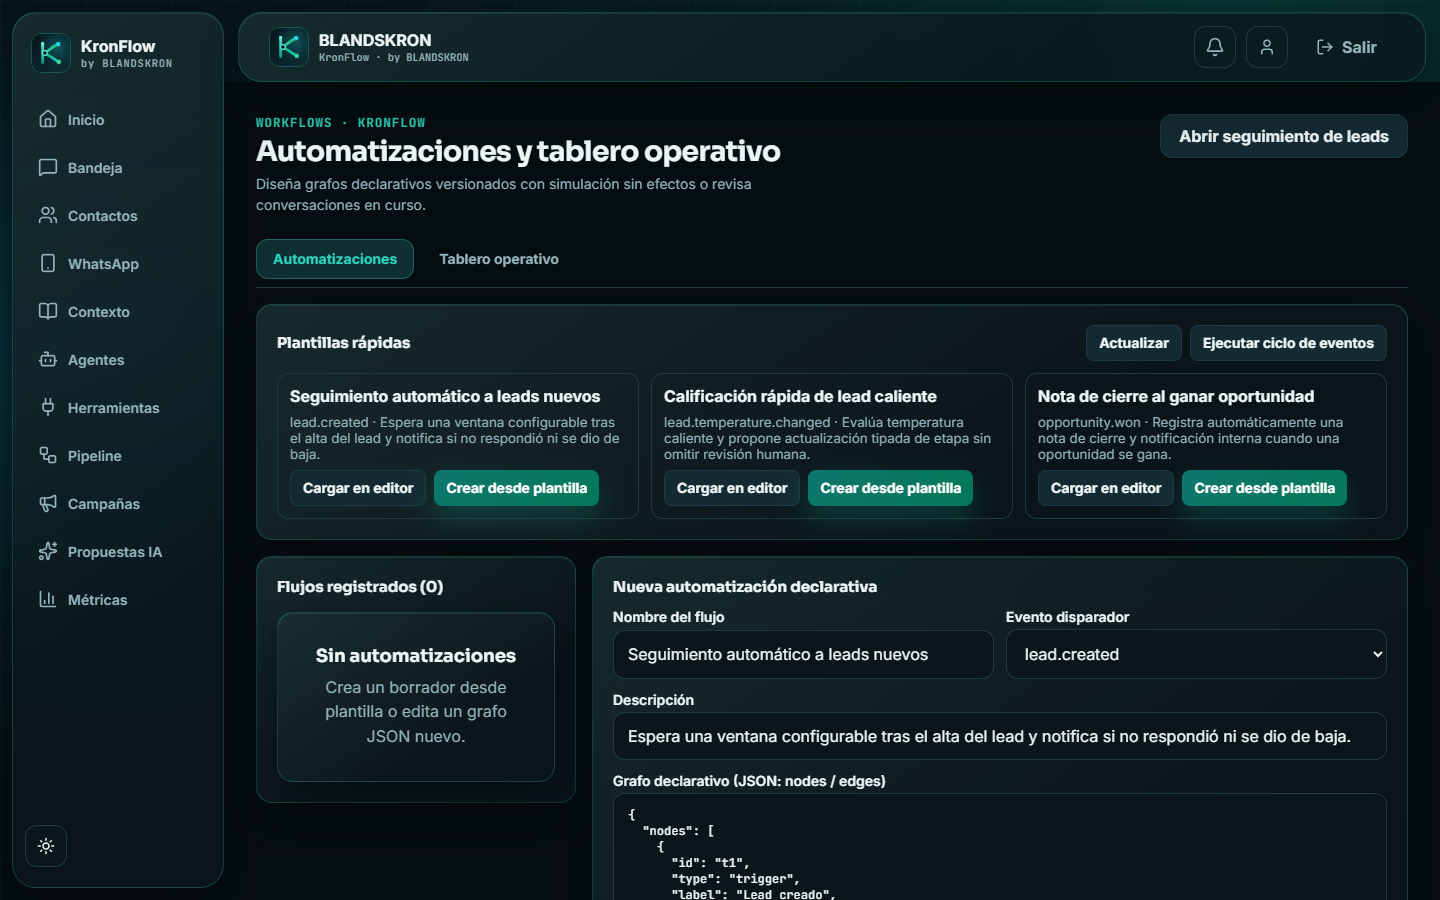 KronFlow
by BLANDSKRON
Inicio
Bandeja
Contactos
WhatsApp
Contexto
Agentes
Herramientas
Pipeline
Campañas
Propuestas IA
Métricas
BLANDSKRON
KronFlow · by BLANDSKRON
Salir
WORKFLOWS · KRONFLOW
Automatizaciones y tablero operativo
Diseña grafos declarativos versionados con simulación sin efectos o revisa
conversaciones en curso.
Abrir seguimiento de leads
Automatizaciones
Tablero operativo
Plantillas rápidas
Actualizar
Ejecutar ciclo de eventos
Seguimiento automático a leads nuevos
lead.created · Espera una ventana configurable tras
el alta del lead y notifica si no respondió ni se dio de
baja.
Cargar en editor
Crear desde plantilla
Calificación rápida de lead caliente
lead.temperature.changed · Evalúa temperatura
caliente y propone actualización tipada de etapa sin
omitir revisión humana.
Cargar en editor
Crear desde plantilla
Nota de cierre al ganar oportunidad
opportunity.won · Registra automáticamente una
nota de cierre y notificación interna cuando una
oportunidad se gana.
Cargar en editor
Crear desde plantilla
Flujos registrados (0)
Sin automatizaciones
Crea un borrador desde
plantilla o edita un grafo
JSON nuevo.
Nueva automatización declarativa
Nombre del flujo
Seguimiento automático a leads nuevos
Evento disparador
lead.created
Descripción
Espera una ventana configurable tras el alta del lead y notifica si no respondió ni se dio de baja.
Grafo declarativo (JSON: nodes / edges)
{
"nodes": [
{
"id": "t1",
"type": "trigger",
"label": "Lead creado",